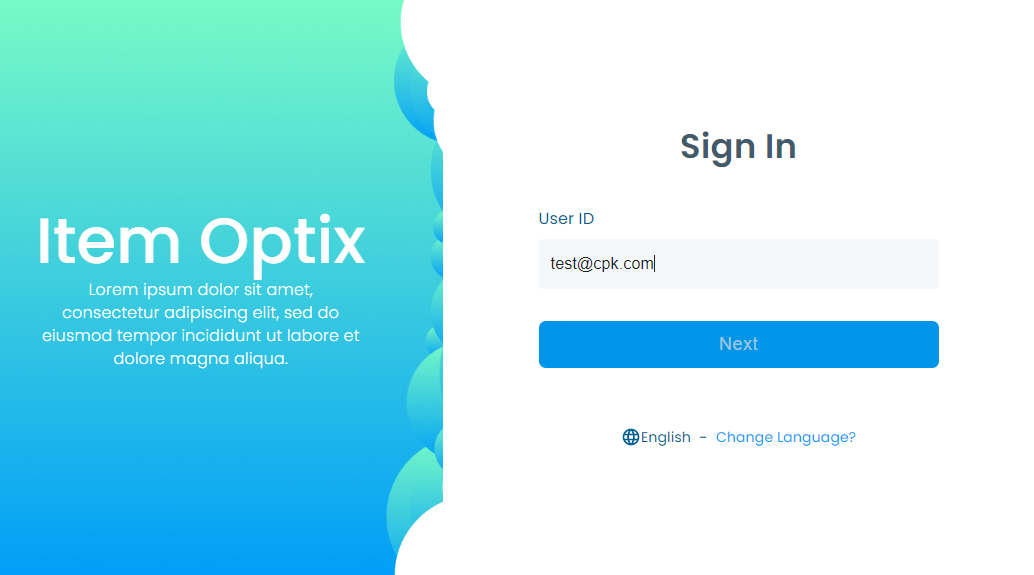 Item Optix
Lorem ipsum dolor sit amet,
consectetur adipiscing elit, sed do
eiusmod tempor incididunt ut labore et
dolore magna aliqua.
Sign In
User ID
test@cpk.com
Next
English - Change Language?